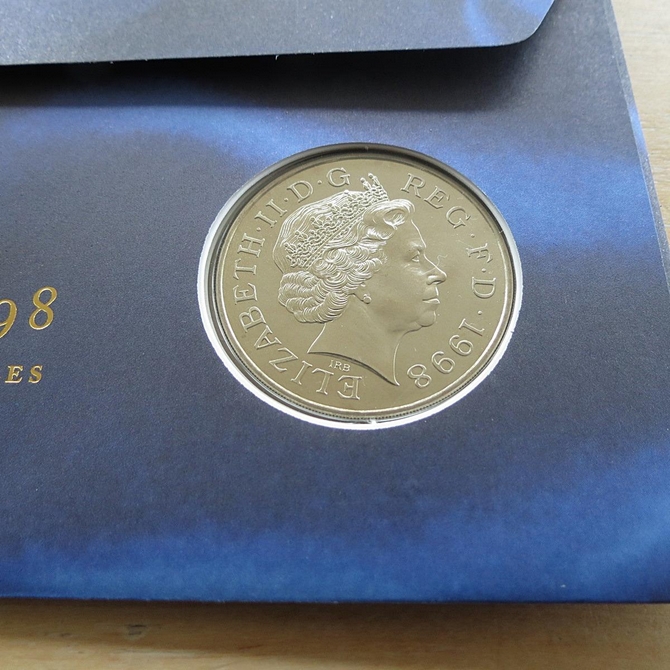 98
ES
ELIZABETH·II·D·G REG·F·D·1998
IRB